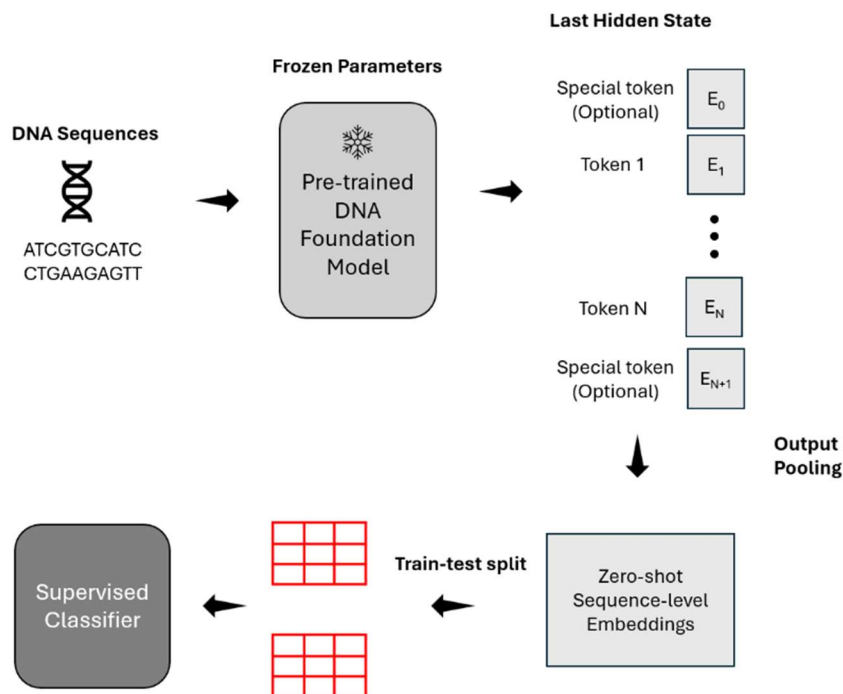 Last Hidden State
Frozen Parameters
Special token
(Optional)
E0
DNA Sequences
Pre-trained
DNA
Foundation
Model
Token 1
E1
ATCGTGCATC
CTGAAGAGTT
Token N
EN
Special token
(Optional)
EN+1
Output
Pooling
Zero-shot
Sequence-level
Embeddings
Train-test split
Supervised
Classifier